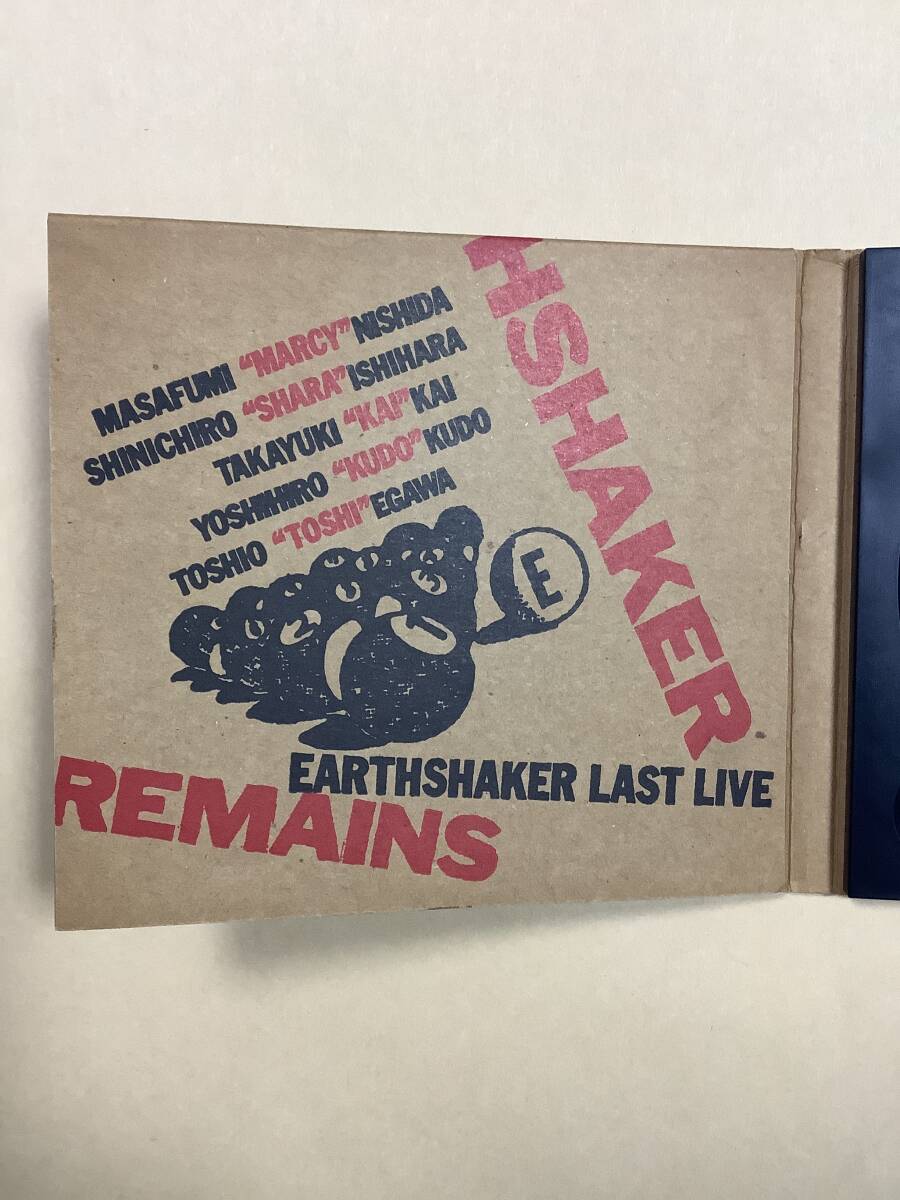 MASAFUMI "MARCY" NISHIDA
SHINICHIRO "SHARA" ISHIHARA
TAKAYUKI "KAI" KAI
YOSHIHIRO "KUDO" KUDO
TOSHIO "TOSHI" EGAWA
HSHAKER
E
EARTHSHAKER LAST LIVE
REMAINS